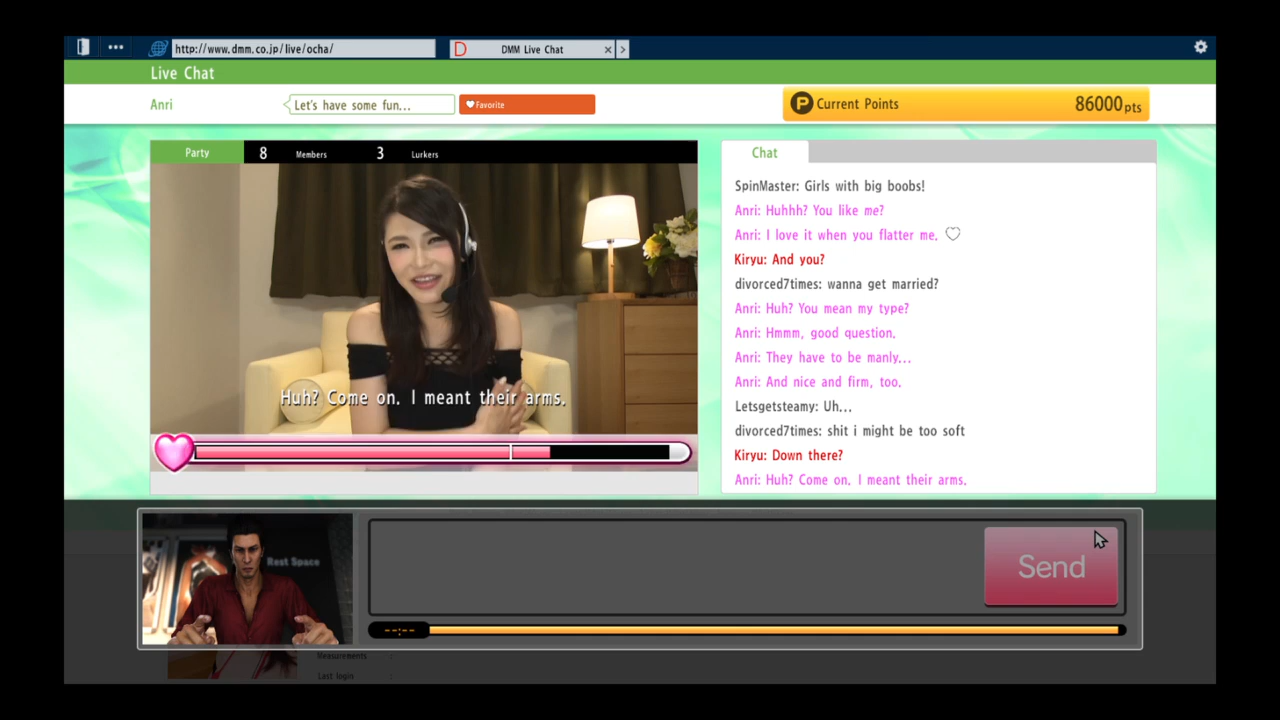 •••
http://www.dmm.co.jp/live/ocha/
D
DMM Live Chat
×
>
Live Chat
Anri
Let's have some fun...
Favorite
P Current Points
86000pts
Party
8 Members
3 Lurkers
Huh? Come on. I meant their arms.
Chat
SpinMaster: Girls with big boobs!
Anri: Huhhh? You like me?
Anri: I love it when you flatter me. ♡
Kiryu: And you?
divorced7times: wanna get married?
Anri: Huh? You mean my type?
Anri: Hmmm, good question.
Anri: They have to be manly...
Anri: And nice and firm, too.
Letsgetsteamy: Uh...
divorced7times: shit i might be too soft
Kiryu: Down there?
Anri: Huh? Come on. I meant their arms.
Rest Space
Send
--:--
Measurements :
Last login :